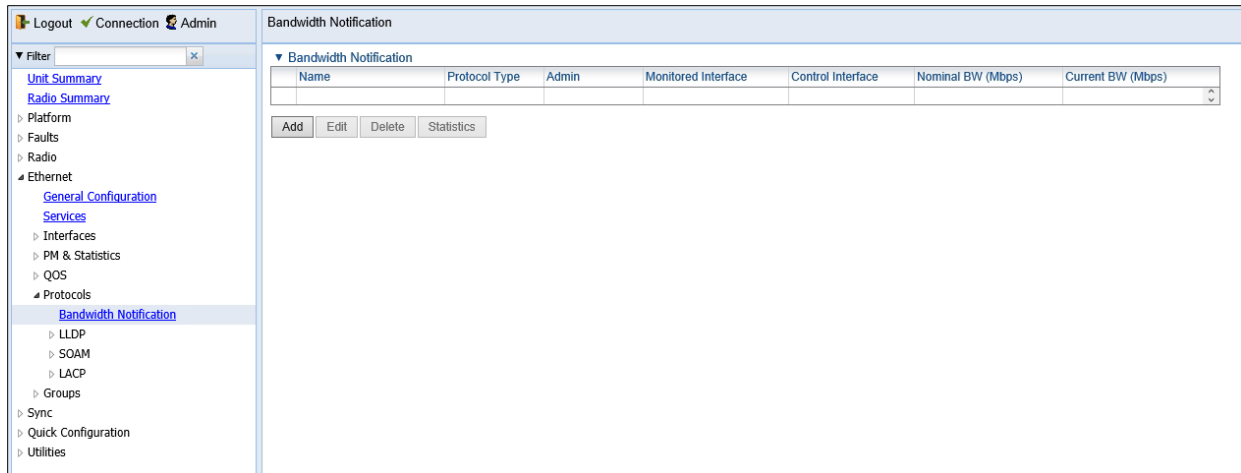 Logout Connection Admin
Filter
Unit Summary
Radio Summary
Platform
Faults
Radio
Ethernet
General Configuration
Services
Interfaces
PM & Statistics
QOS
Protocols
Bandwidth Notification
LLDP
SOAM
LACP
Groups
Sync
Quick Configuration
Utilities
Bandwidth Notification
Bandwidth Notification
Name Protocol Type Admin Monitored Interface Control Interface Nominal BW (Mbps) Current BW (Mbps)
Add Edit Delete Statistics